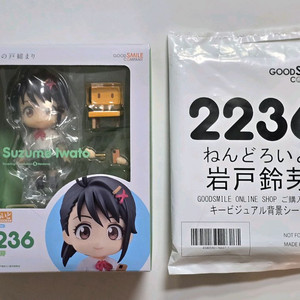 の戸締まり
GOODSMILE COMPANY
Suzume Iwato
236
GOODSMILE
CO
2236
ねんどろいど
岩戸鈴芽
GOODSMILE ONLINE SHOP ご購入
キービジュアル背景シー
NOT FO
MADE